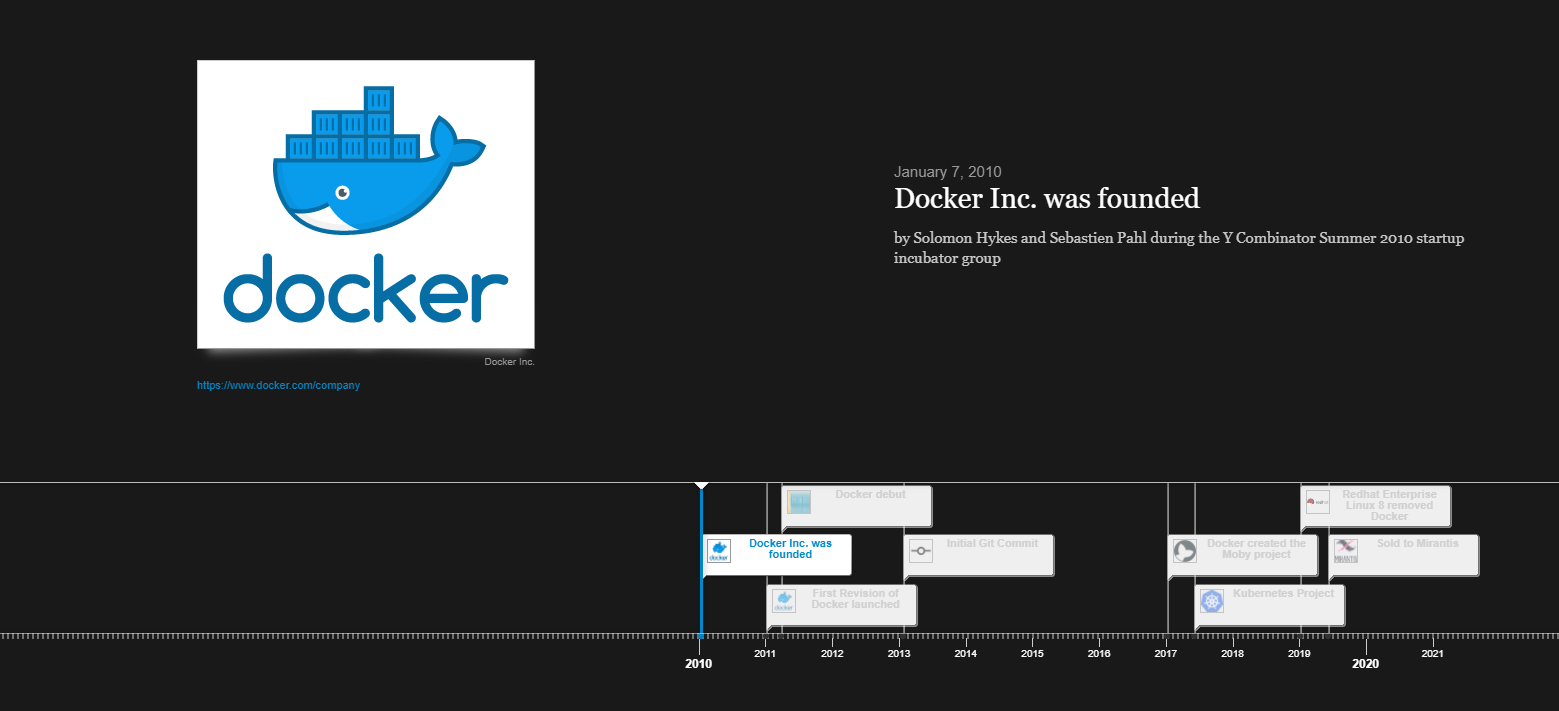 docker
January 7, 2010
Docker Inc. was founded
by Solomon Hykes and Sebastien Pahl during the Y Combinator Summer 2010 startup
incubator group
Docker Inc.
https://www.docker.com/company
Docker debut
Redhat Enterprise
Linux 8 removed
Docker
docker
Docker Inc. was
founded
Initial Git Commit
Docker created the
Moby project
MIRANTIS
Sold to Mirantis
docker
First Revision of
Docker launched
Kubernetes Project
2010
2011
2012
2013
2014
2015
2016
2017
2018
2019
2020
2021